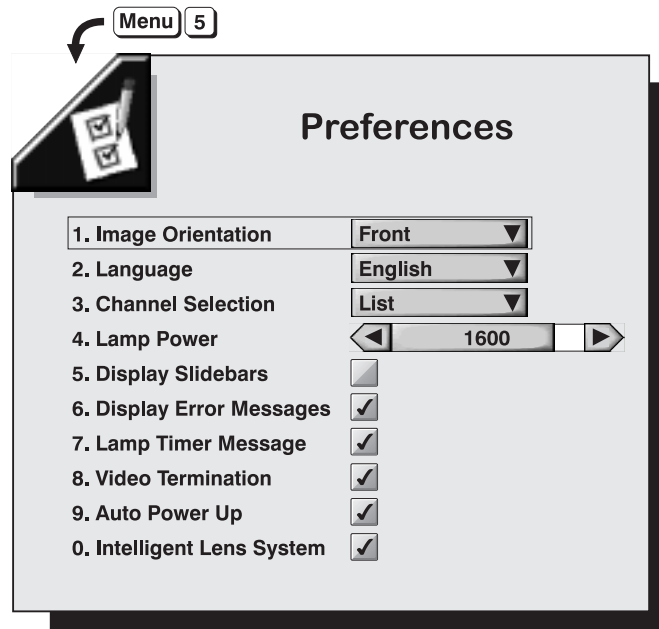 Menu 5
Preferences
1. Image Orientation Front
2. Language English
3. Channel Selection List
4. Lamp Power 1600
5. Display Slidebars
6. Display Error Messages
7. Lamp Timer Message
8. Video Termination
9. Auto Power Up
0. Intelligent Lens System